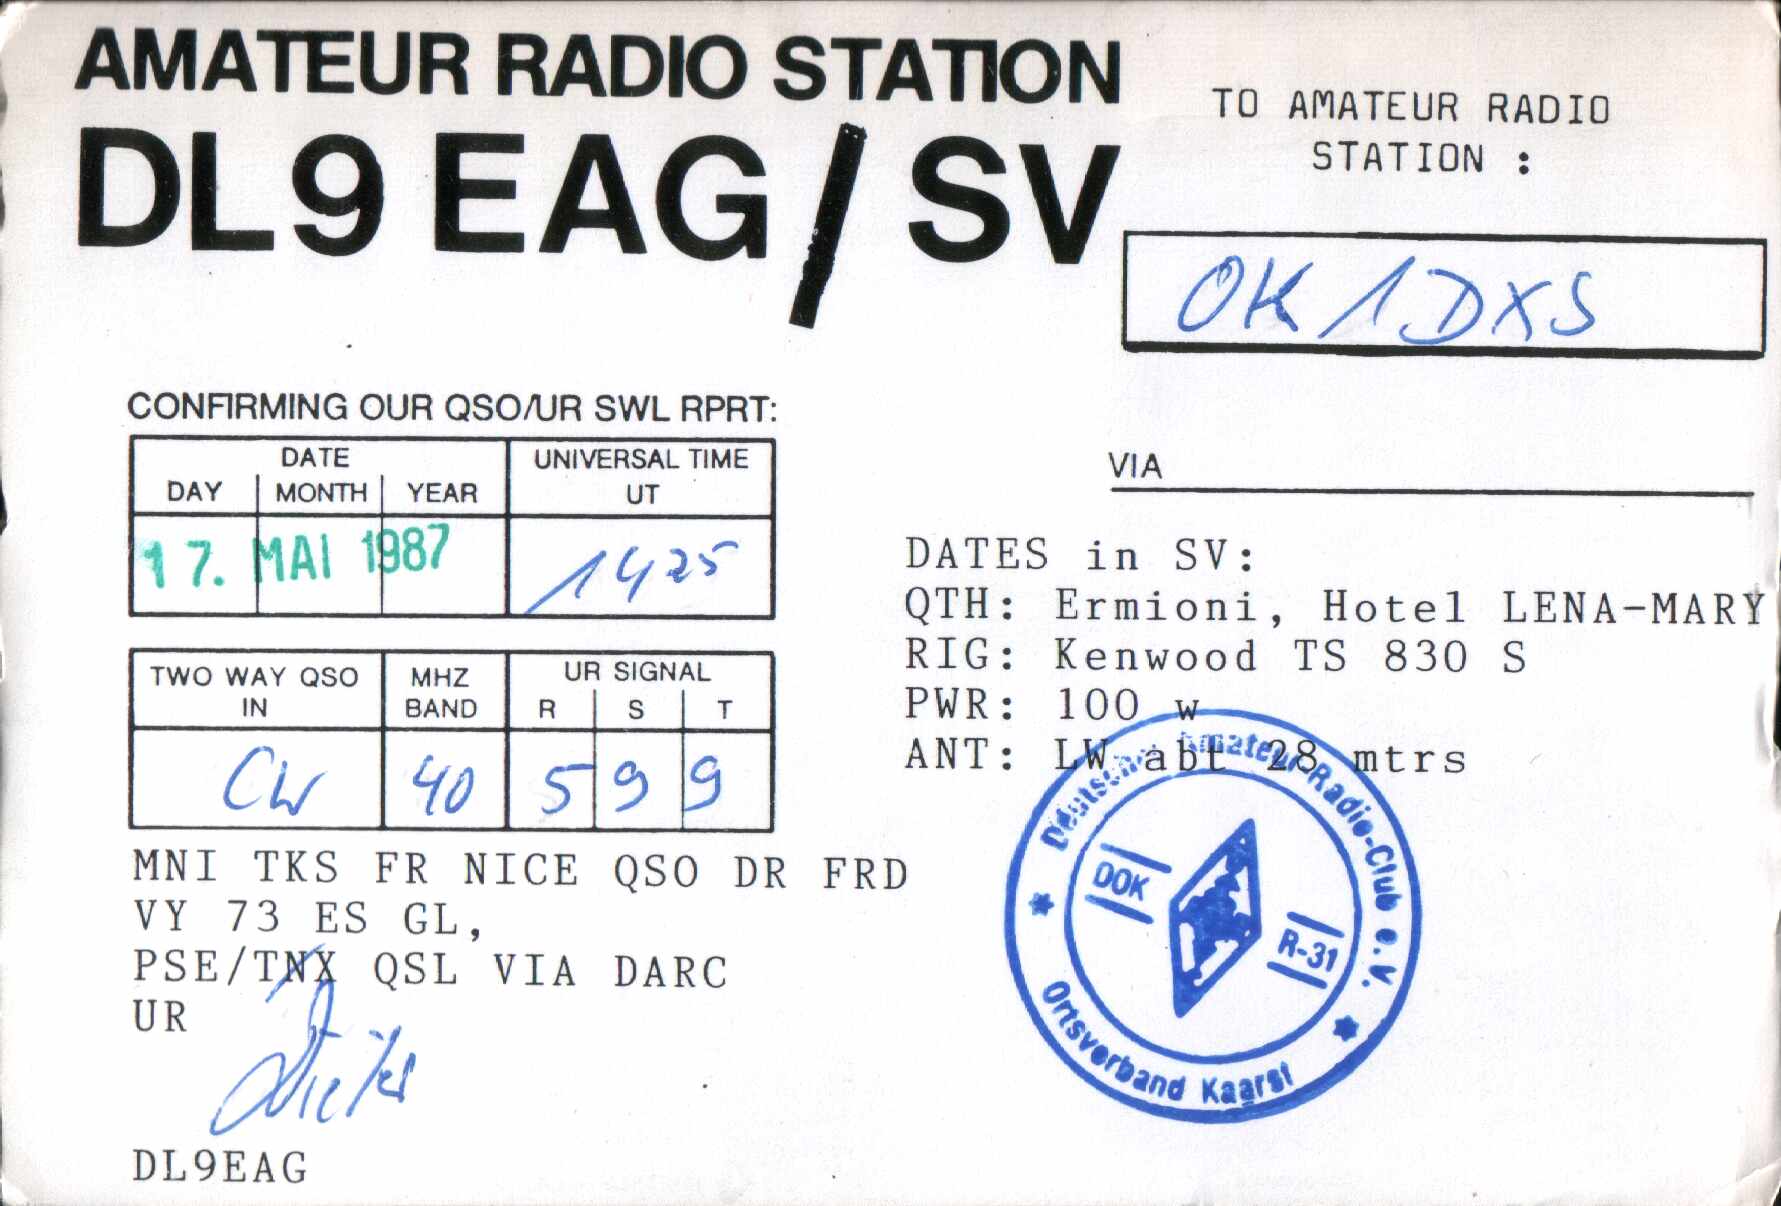 AMATEUR RADIO STATION
DL9EAG/SV
TO AMATEUR RADIO
STATION :
OK1DXS
CONFIRMING OUR QSO/UR SWL RPRT:
DATE UNIVERSAL TIME
DAY MONTH YEAR UT
17. MAI 1987 1425
VIA
TWO WAY QSO MHZ UR SIGNAL
IN BAND R S T
CW 40 5 9 9
DATES in SV:
QTH: Ermioni, Hotel LENA-MARY
RIG: Kenwood TS 830 S
PWR: 100 w
ANT: LW abt 28 mtrs
MNI TKS FR NICE QSO DR FRD
VY 73 ES GL,
PSE/TNX QSL VIA DARC
UR
Dieter
DL9EAG
Deutscher Amateur-Radio-Club e.V.
DOK
R-31
Ortsverband Kaarst